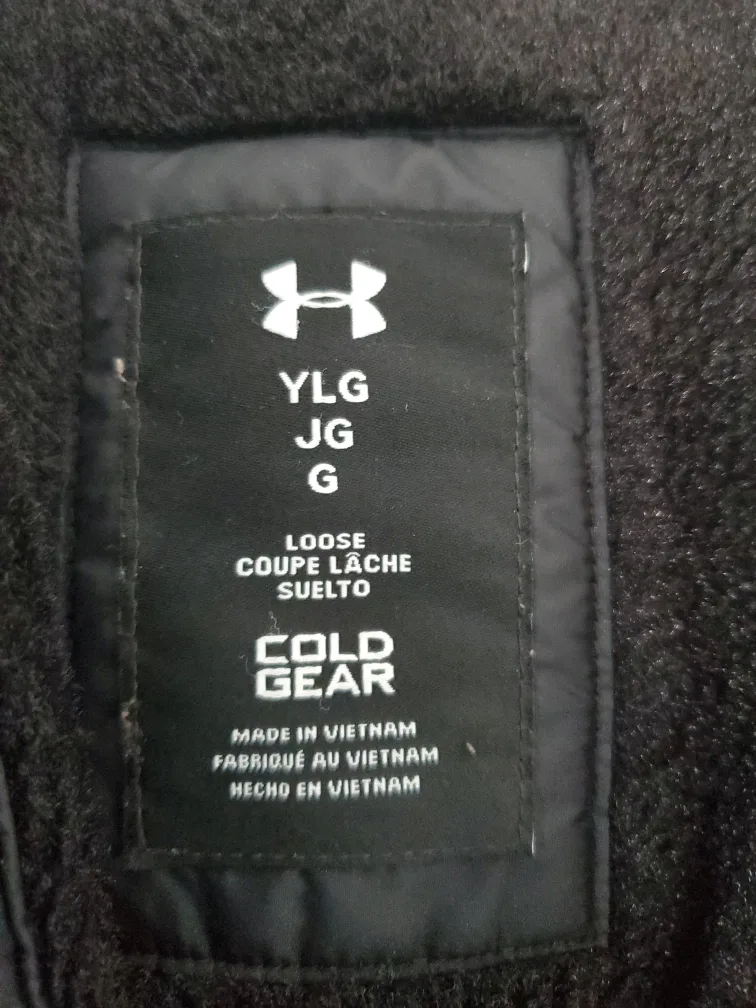 YLG
JG
G
LOOSE
COUPE LÂCHE
SUELTO
COLD
GEAR
MADE IN VIETNAM
FABRIQUÉ AU VIETNAM
HECHO EN VIETNAM